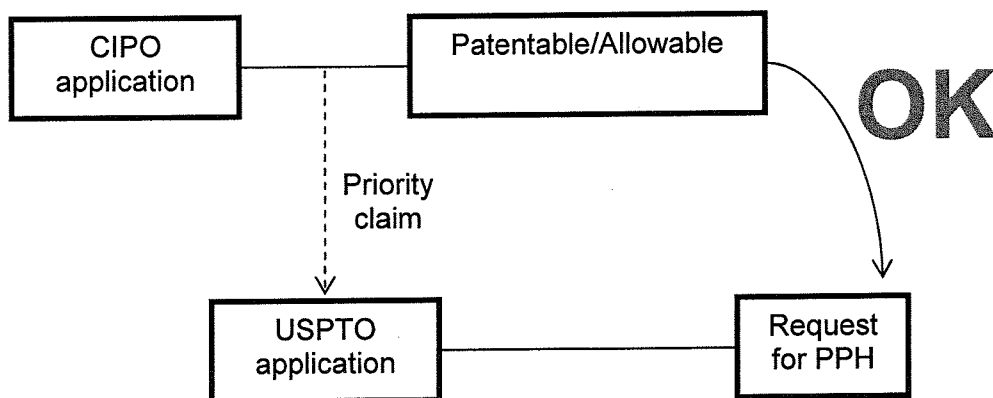 CIPO
application
Patentable/Allowable
OK
Priority
claim
USPTO
application
Request
for PPH